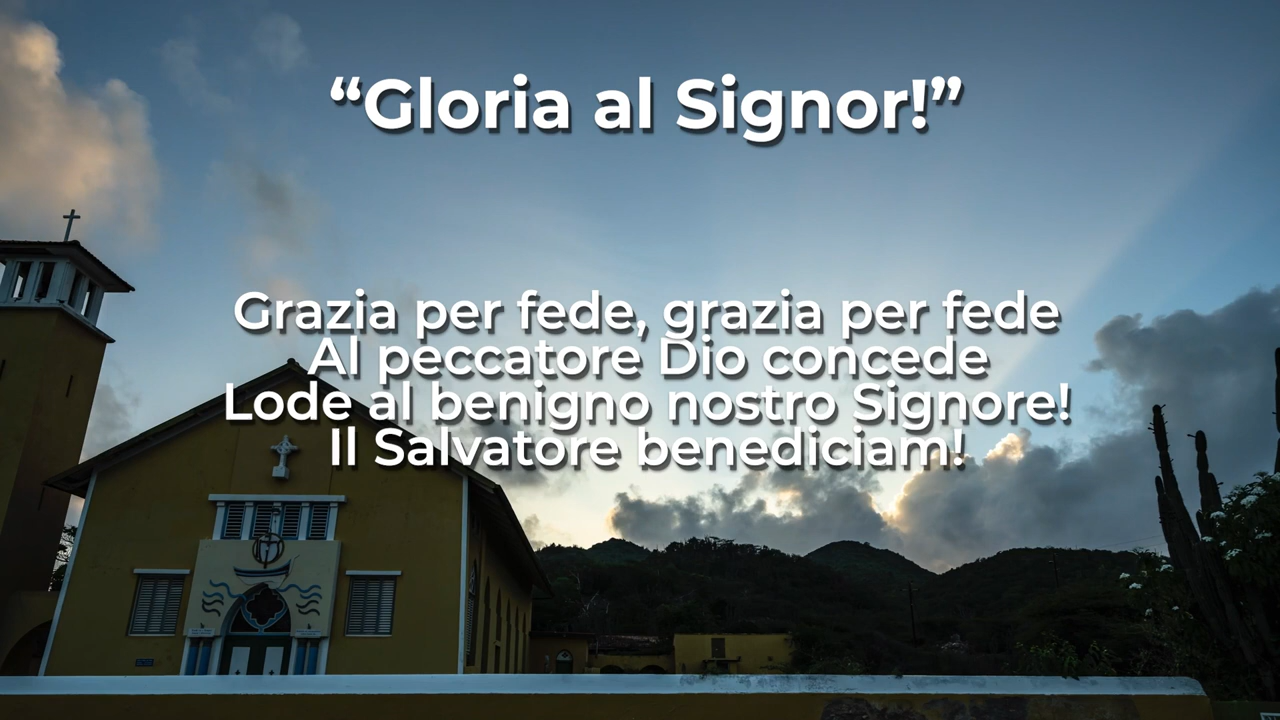 “Gloria al Signor!”
Grazia per fede, grazia per fede
Al peccatore Dio concede
Lode al benigno nostro Signore!
Il Salvatore benediciam!